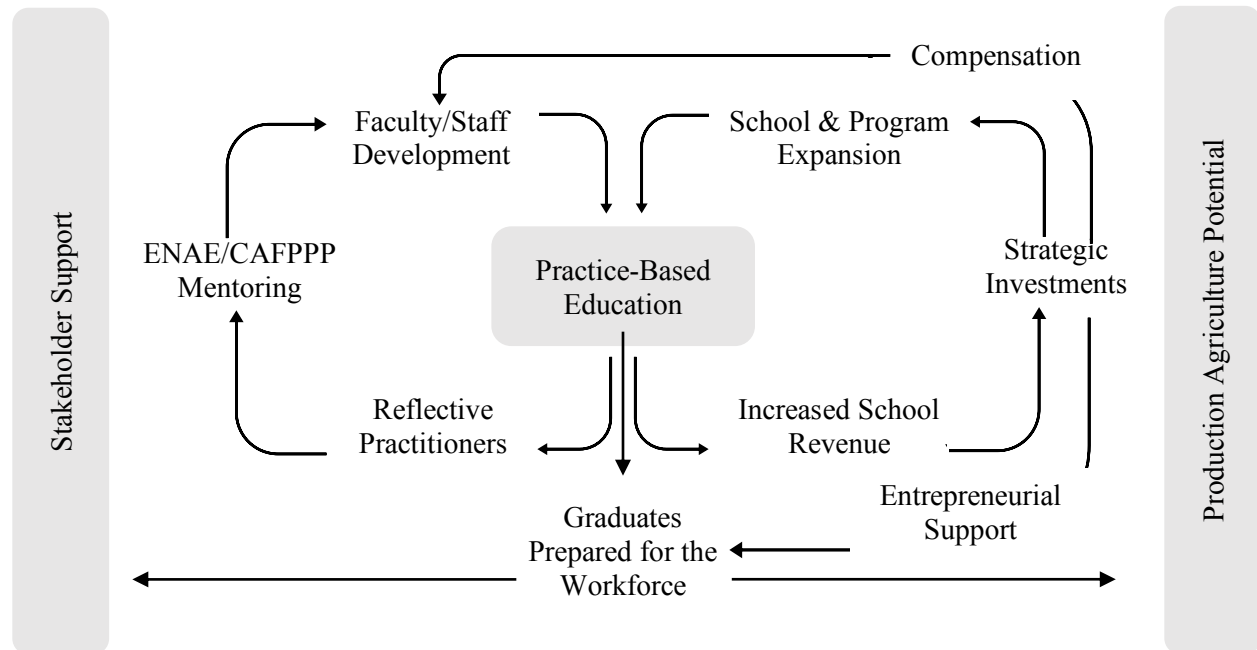 Compensation
Faculty/Staff
Development
School & Program
Expansion
Stakeholder Support
ENAE/CAFPPP
Mentoring
Practice-Based
Education
Strategic
Investments
Production Agriculture Potential
Reflective
Practitioners
Increased School
Revenue
Entrepreneurial
Support
Graduates
Prepared for the
Workforce